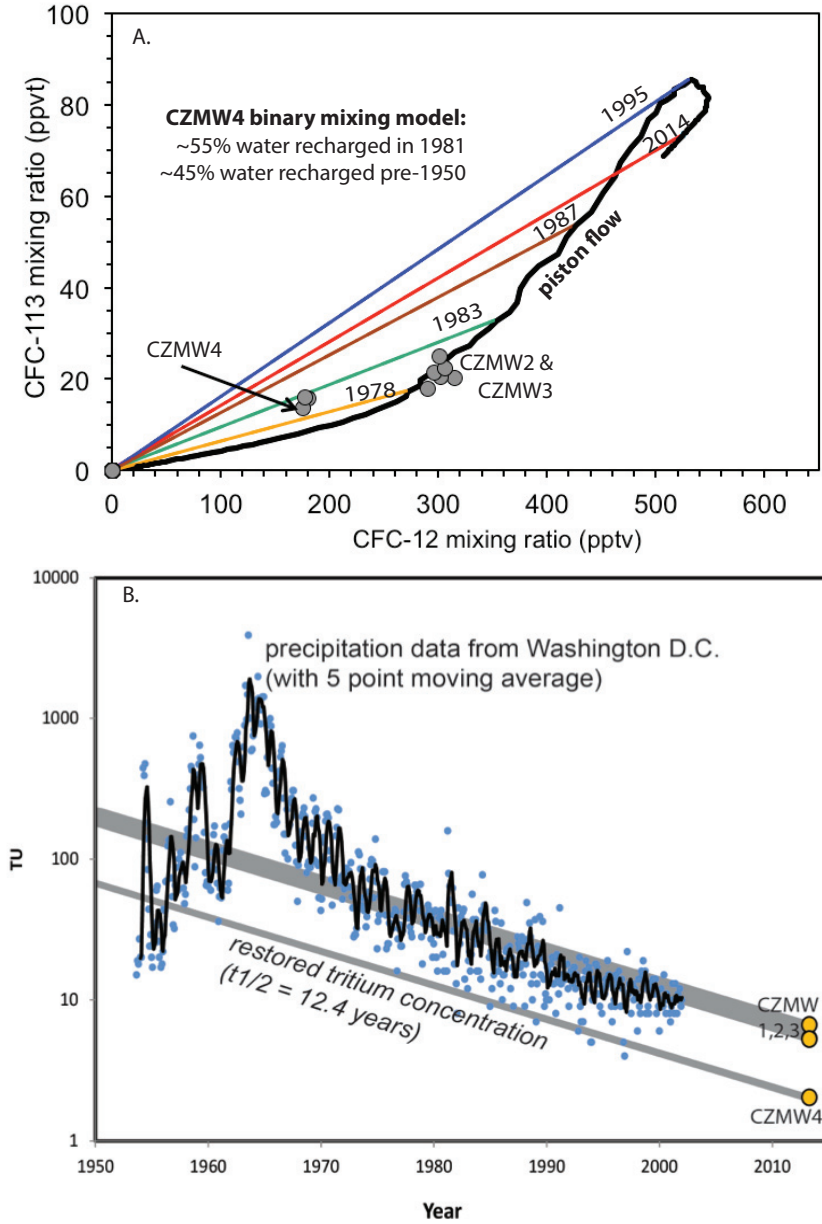 A.
100
80
60
40
20
0
CFC-113 mixing ratio (ppvt)
CZMW4 binary mixing model:
~55% water recharged in 1981
~45% water recharged pre-1950
1995
2014
1987
piston flow
1983
CZMW4
CZMW2 &
CZMW3
1978
0 100 200 300 400 500 600
CFC-12 mixing ratio (pptv)
B.
10000
1000
100
10
1
TU
precipitation data from Washington D.C.
(with 5 point moving average)
restored tritium concentration
(t1/2 = 12.4 years)
CZMW
1,2,3
CZMW4
1950 1960 1970 1980 1990 2000 2010
Year